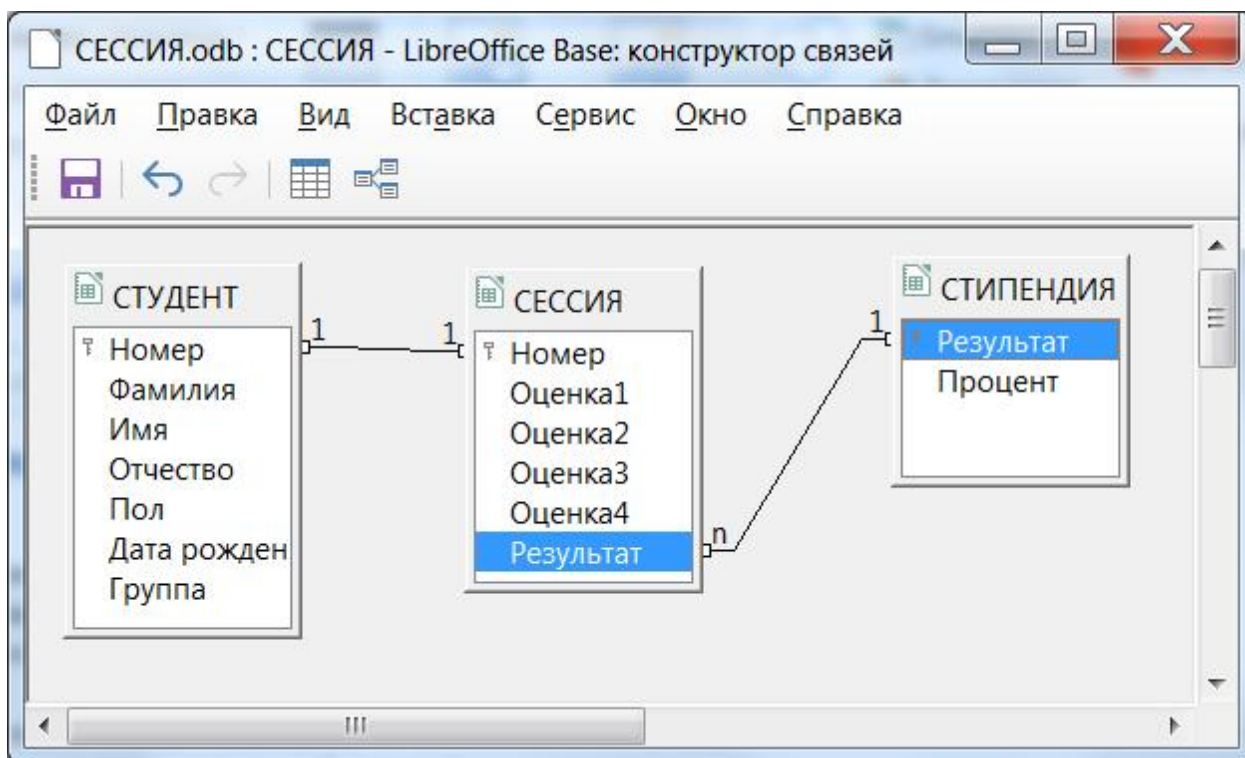 СЕССИЯ.odb : СЕССИЯ - LibreOffice Base: конструктор связей
Файл Правка Вид Вставка Сервис Окно Справка
СТУДЕНТ
Номер
Фамилия
Имя
Отчество
Пол
Дата рожден
Группа
1
1
СЕССИЯ
Номер
Оценка1
Оценка2
Оценка3
Оценка4
Результат
n
1
СТИПЕНДИЯ
Результат
Процент